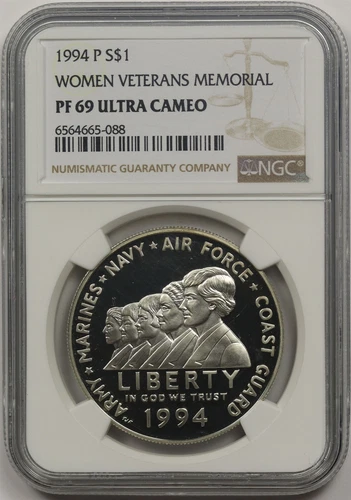 1994 P S$1
WOMEN VETERANS MEMORIAL
PF 69 ULTRA CAMEO
6564665-088
NUMISMATIC GUARANTY COMPANY
NGC®
ARMY ★ MARINES ★ NAVY ★ AIR FORCE ★ COAST GUARD
LIBERTY
IN GOD WE TRUST
1994